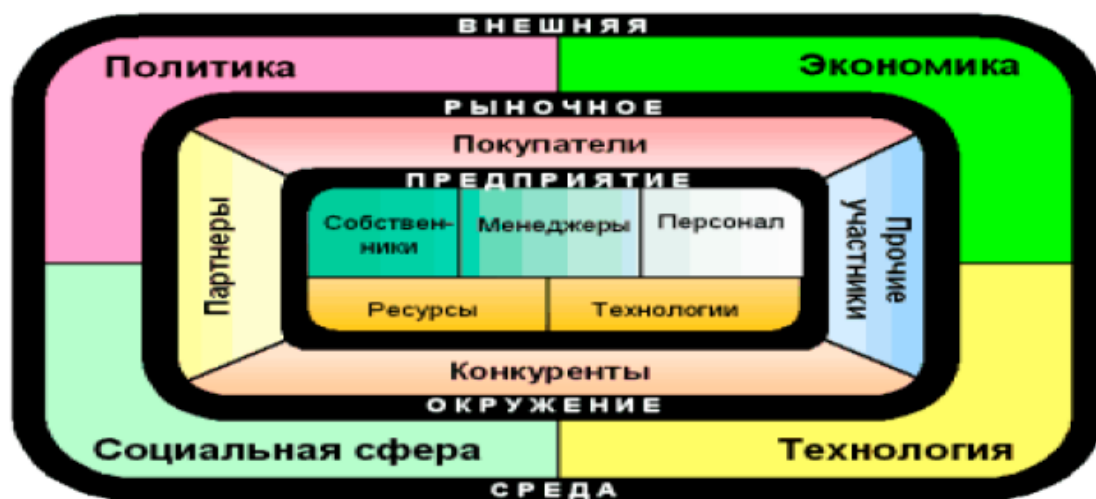 ВНЕШНЯЯ
Политика
Экономика
РЫНОЧНОЕ
Покупатели
ПРЕДПРИЯТИЕ
Партнеры
Собствен-
ники
Менеджеры
Персонал
Прочие
участники
Ресурсы
Технологии
Конкуренты
ОКРУЖЕНИЕ
Социальная сфера
Технология
СРЕДА